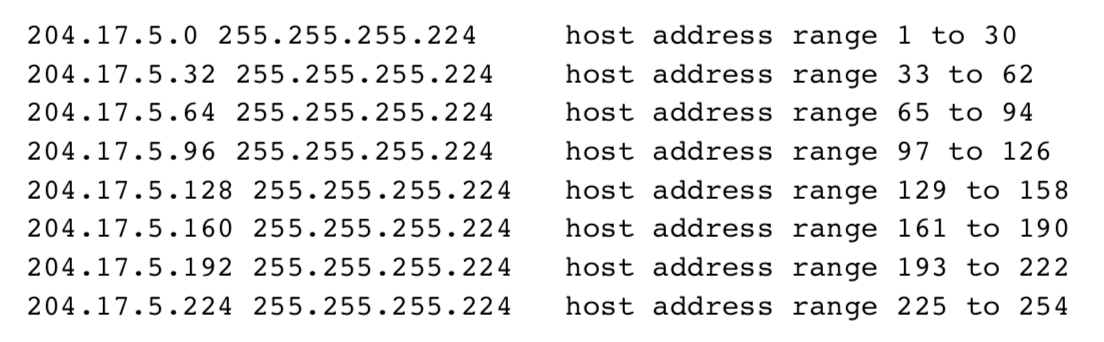 204.17.5.0 255.255.255.224 host address range 1 to 30
204.17.5.32 255.255.255.224 host address range 33 to 62
204.17.5.64 255.255.255.224 host address range 65 to 94
204.17.5.96 255.255.255.224 host address range 97 to 126
204.17.5.128 255.255.255.224 host address range 129 to 158
204.17.5.160 255.255.255.224 host address range 161 to 190
204.17.5.192 255.255.255.224 host address range 193 to 222
204.17.5.224 255.255.255.224 host address range 225 to 254